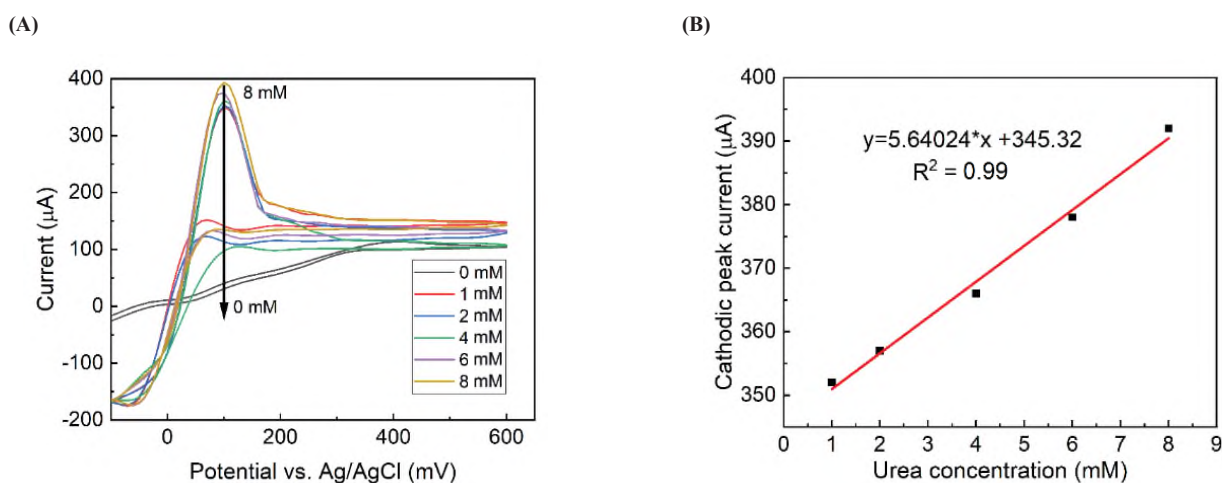 (A)
(B)
400
300
200
100
0
-100
-200
0
200
400
600
Current (μA)
Potential vs. Ag/AgCl (mV)
8 mM
0 mM
0 mM
1 mM
2 mM
4 mM
6 mM
8 mM
400
390
380
370
360
350
0 1 2 3 4 5 6 7 8 9
Cathodic peak current (μA)
Urea concentration (mM)
y=5.64024*x +345.32
R² = 0.99